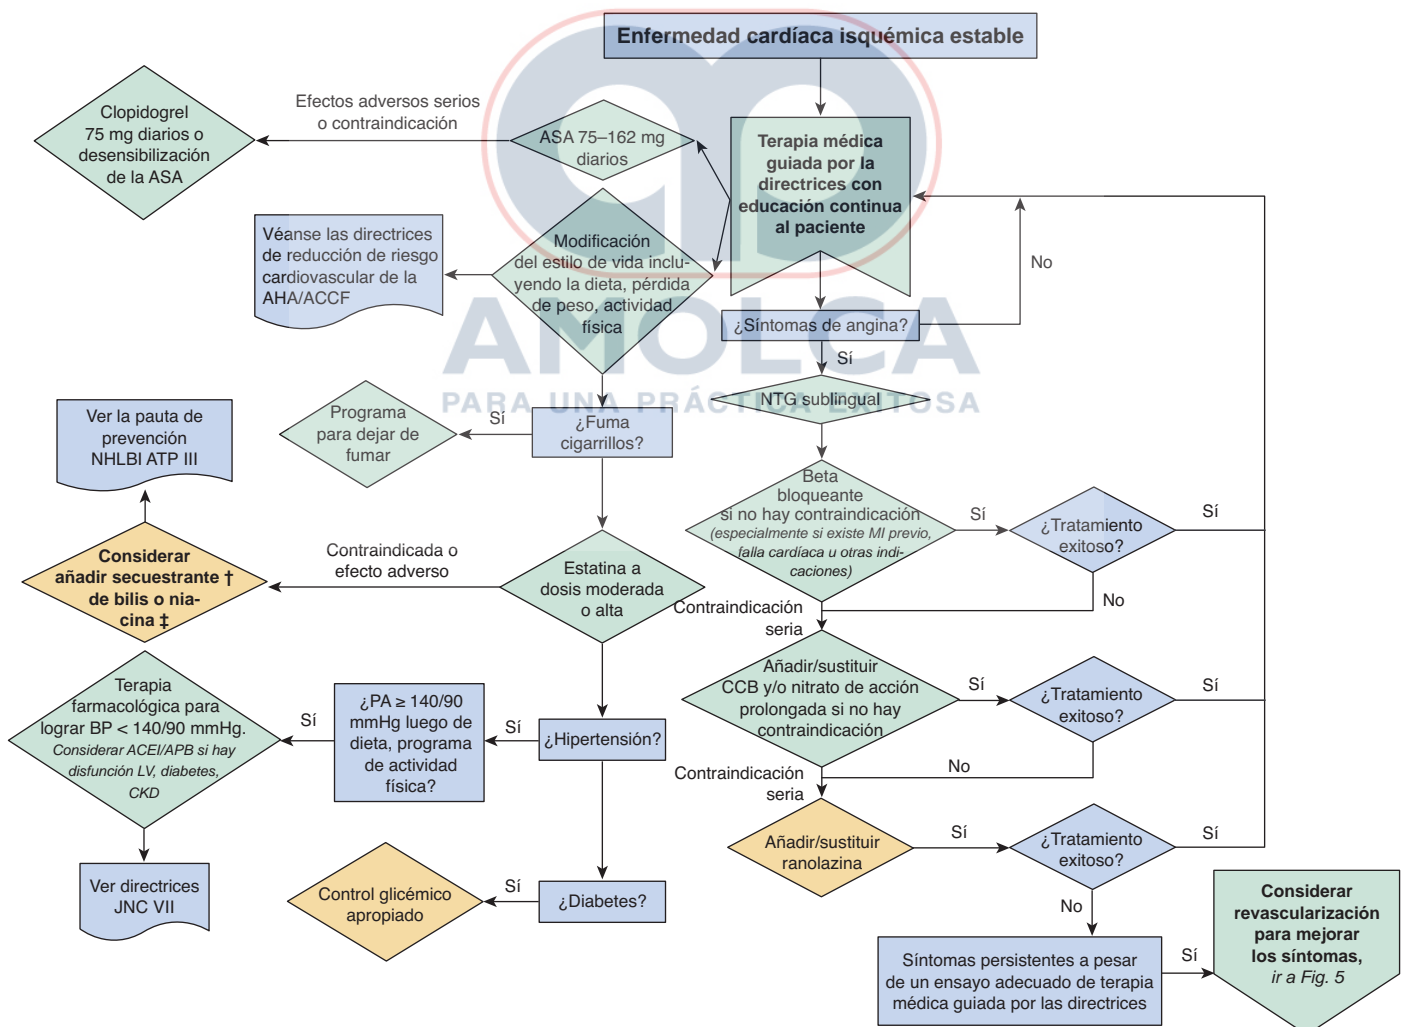 Enfermedad cardíaca isquémica estable
Clopidogrel
75 mg diarios o
desensibilización
de la ASA
Efectos adversos serios
o contraindicación
ASA 75–162 mg
diarios
Terapia médica
guiada por la
directrices con
educación continua
al paciente
Véanse las directrices
de reducción de riesgo
cardiovascular de la
AHA/ACCF
Modificación
del estilo de vida inclu-
yendo la dieta, pérdida
de peso, actividad
física
No
¿Síntomas de angina?
Sí
AMOLCA
PARA UNA PRÁCTICA EXITOSA
NTG sublingual
Programa
para dejar de
fumar
Sí
¿Fuma
cigarrillos?
Ver la pauta de
prevención
NHLBI ATP III
Beta
bloqueante
si no hay contraindicación
(especialmente si existe MI previo,
falla cardíaca u otras indi-
caciones)
Sí
¿Tratamiento
exitoso?
Sí
No
Considerar
añadir secuestrante †
de bilis o nia-
cina ‡
Contraindicada o
efecto adverso
Estatina a
dosis moderada
o alta
Contraindicación
seria
Añadir/sustituir
CCB y/o nitrato de acción
prolongada si no hay
contraindicación
Sí
¿Tratamiento
exitoso?
Sí
No
Terapia
farmacológica para
lograr BP < 140/90 mmHg.
Considerar ACEI/APB si hay
disfunción LV, diabetes,
CKD
Sí
¿PA ≥ 140/90
mmHg luego de
dieta, programa
de actividad
física?
Sí
¿Hipertensión?
Contraindicación
seria
Añadir/sustituir
ranolazina
Sí
¿Tratamiento
exitoso?
Sí
No
Ver directrices
JNC VII
Control glicémico
apropiado
Sí
¿Diabetes?
Síntomas persistentes a pesar
de un ensayo adecuado de terapia
médica guiada por las directrices
Sí
Considerar
revascularización
para mejorar
los síntomas,
ir a Fig. 5